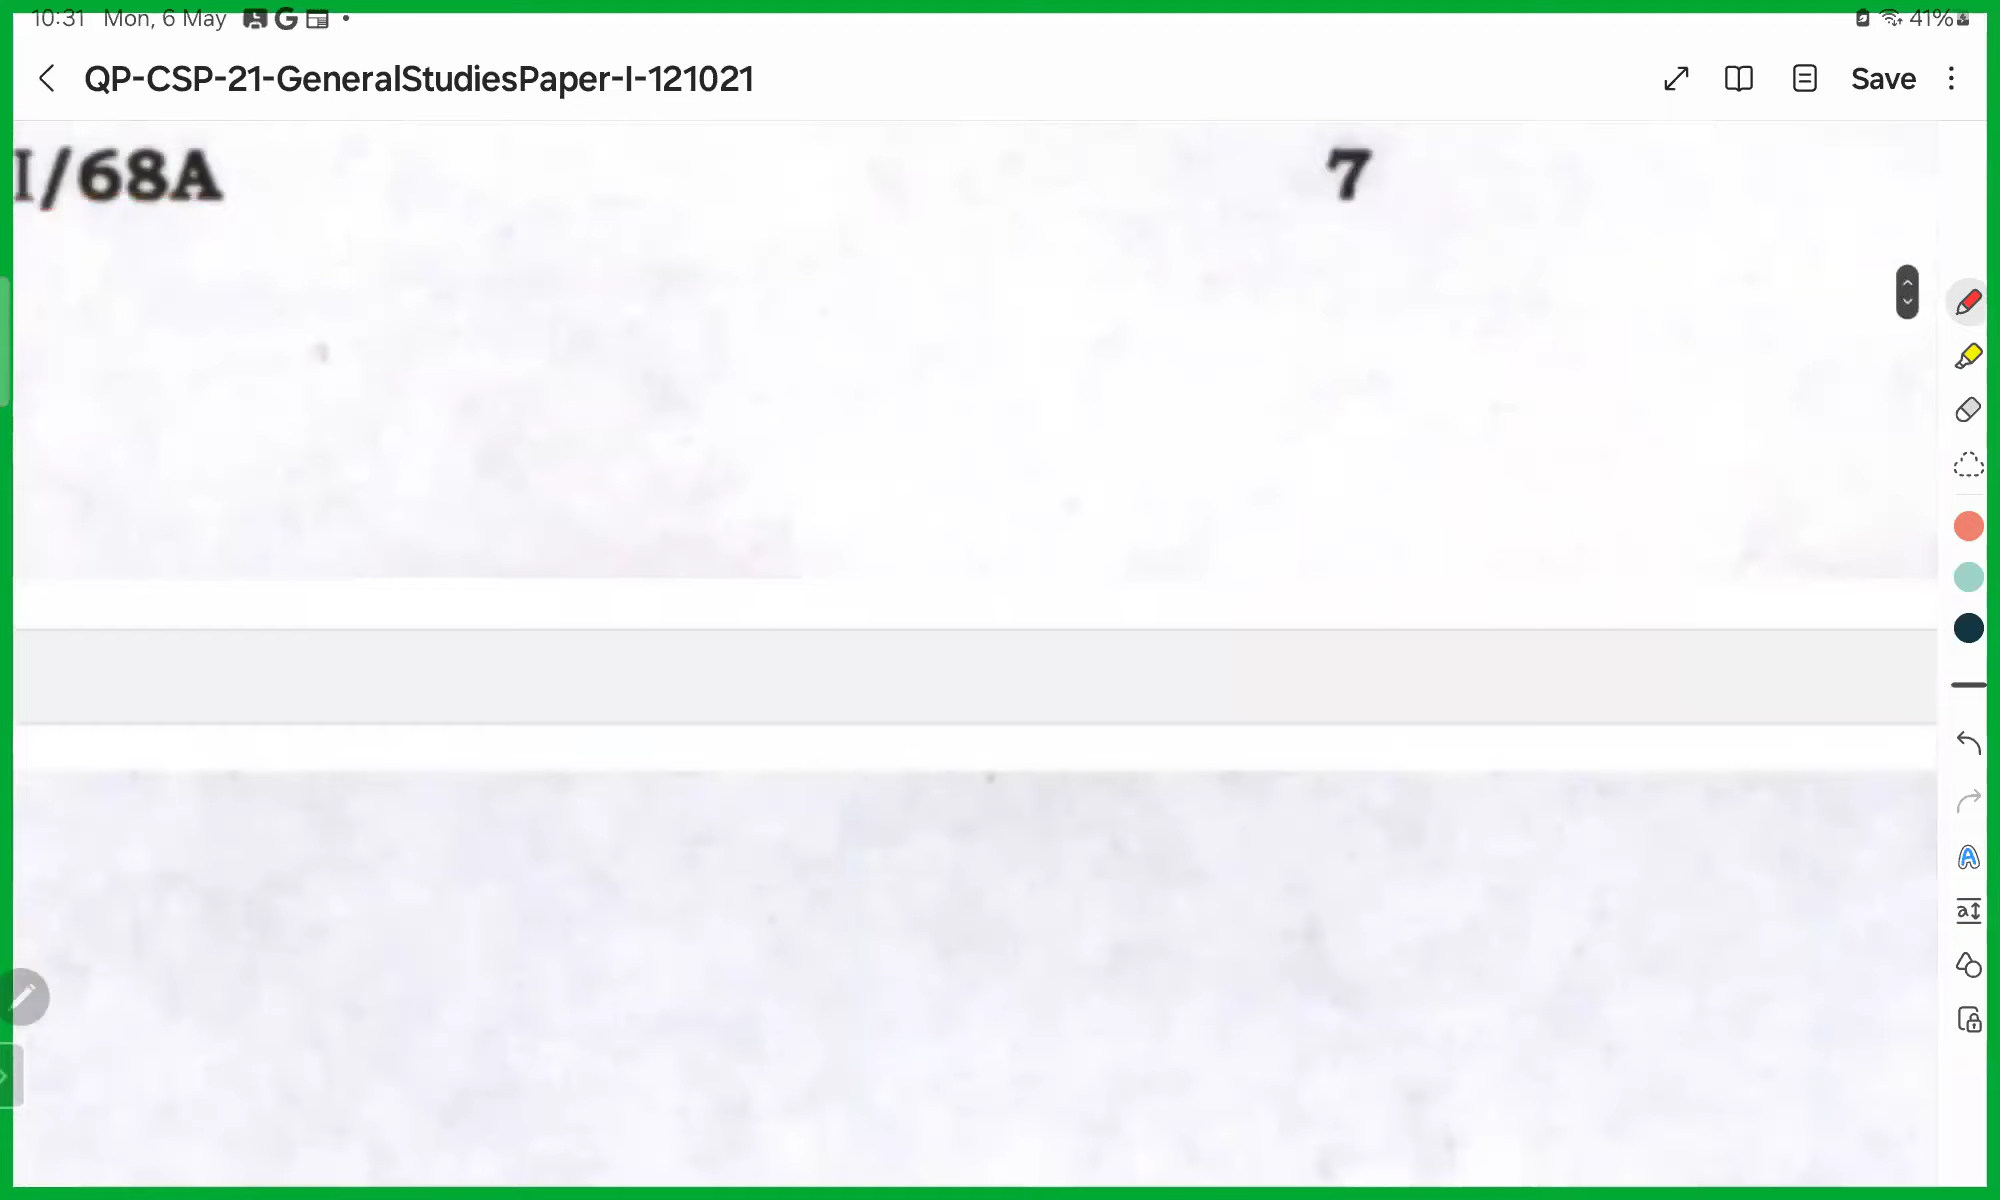 10:31 Mon, 6 May
41%
QP-CSP-21-GeneralStudiesPaper-I-121021
Save
I/68A
7